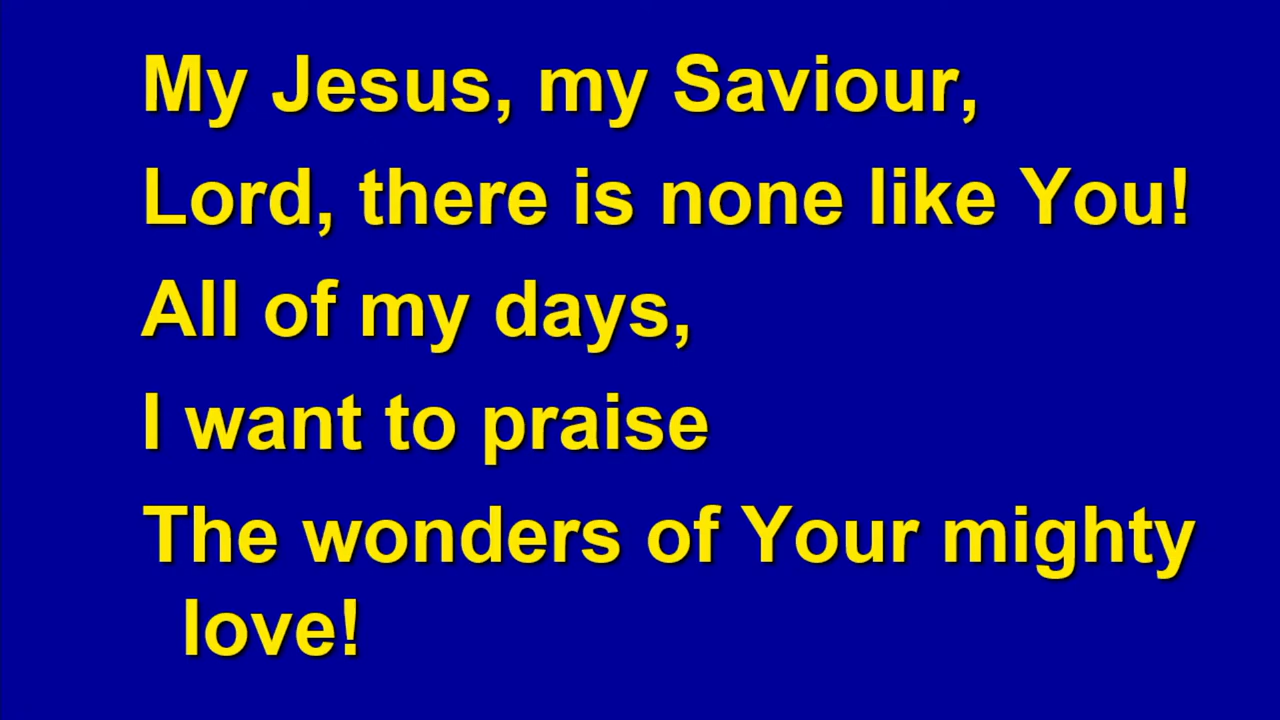 My Jesus, my Saviour,
Lord, there is none like You!
All of my days,
I want to praise
The wonders of Your mighty
love!